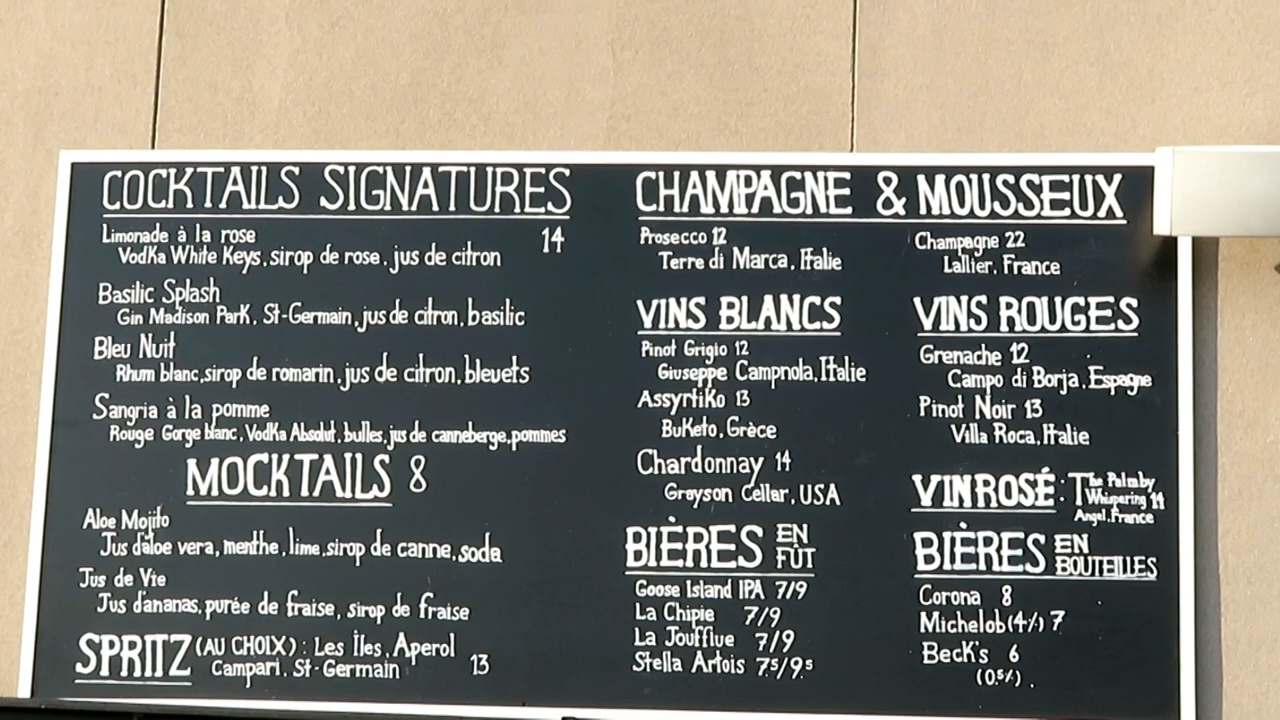 COCKTAILS SIGNATURES
Limonade à la rose 14
Vodka White Keys, sirop de rose, jus de citron
Basilic Splash
Gin Madison Park, St-Germain, jus de citron, basilic
Bleu Nuit
Rhum blanc, sirop de romarin, jus de citron, bleuets
Sangria à la pomme
Rouge Gorge blanc, Vodka Absolut, bulles, jus de canneberge, pommes
MOCKTAILS 8
Aloe Mojito
Jus d'aloe vera, menthe, lime, sirop de canne, soda
Jus de Vie
Jus d'ananas, purée de fraise, sirop de fraise
SPRITZ (AU CHOIX) : Les Îles, Aperol
Campari, St-Germain 13
CHAMPAGNE & MOUSSEUX
Prosecco 12
Terre di Marca, Italie
Champagne 22
Lallier, France
VINS BLANCS
Pinot Grigio 12
Giuseppe Campnola, Italie
Assyrtiko 13
Buketo, Grèce
Chardonnay 14
Grayson Cellar, USA
VINS ROUGES
Grenache 12
Campo di Borja, Espagne
Pinot Noir 13
Villa Roca, Italie
VIN ROSÉ : The Palm by
Whispering 14
Angel, France
BIÈRES EN
FÛT
Goose Island IPA 7/9
La Chipie 7/9
La Joufflue 7/9
Stella Artois 7.5/9.5
BIÈRES EN
BOUTEILLES
Corona 8
Michelob (4%) 7
Beck's 6
(0.5%)